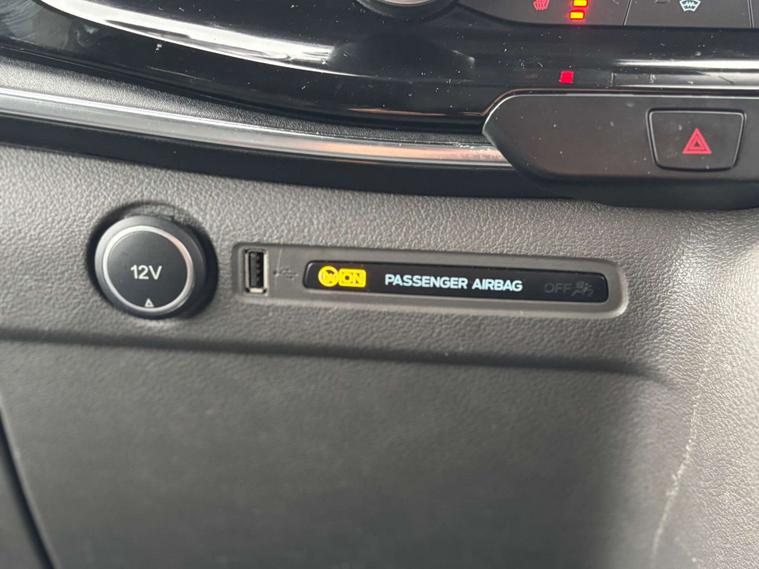 12V
ON PASSENGER AIRBAG OFF